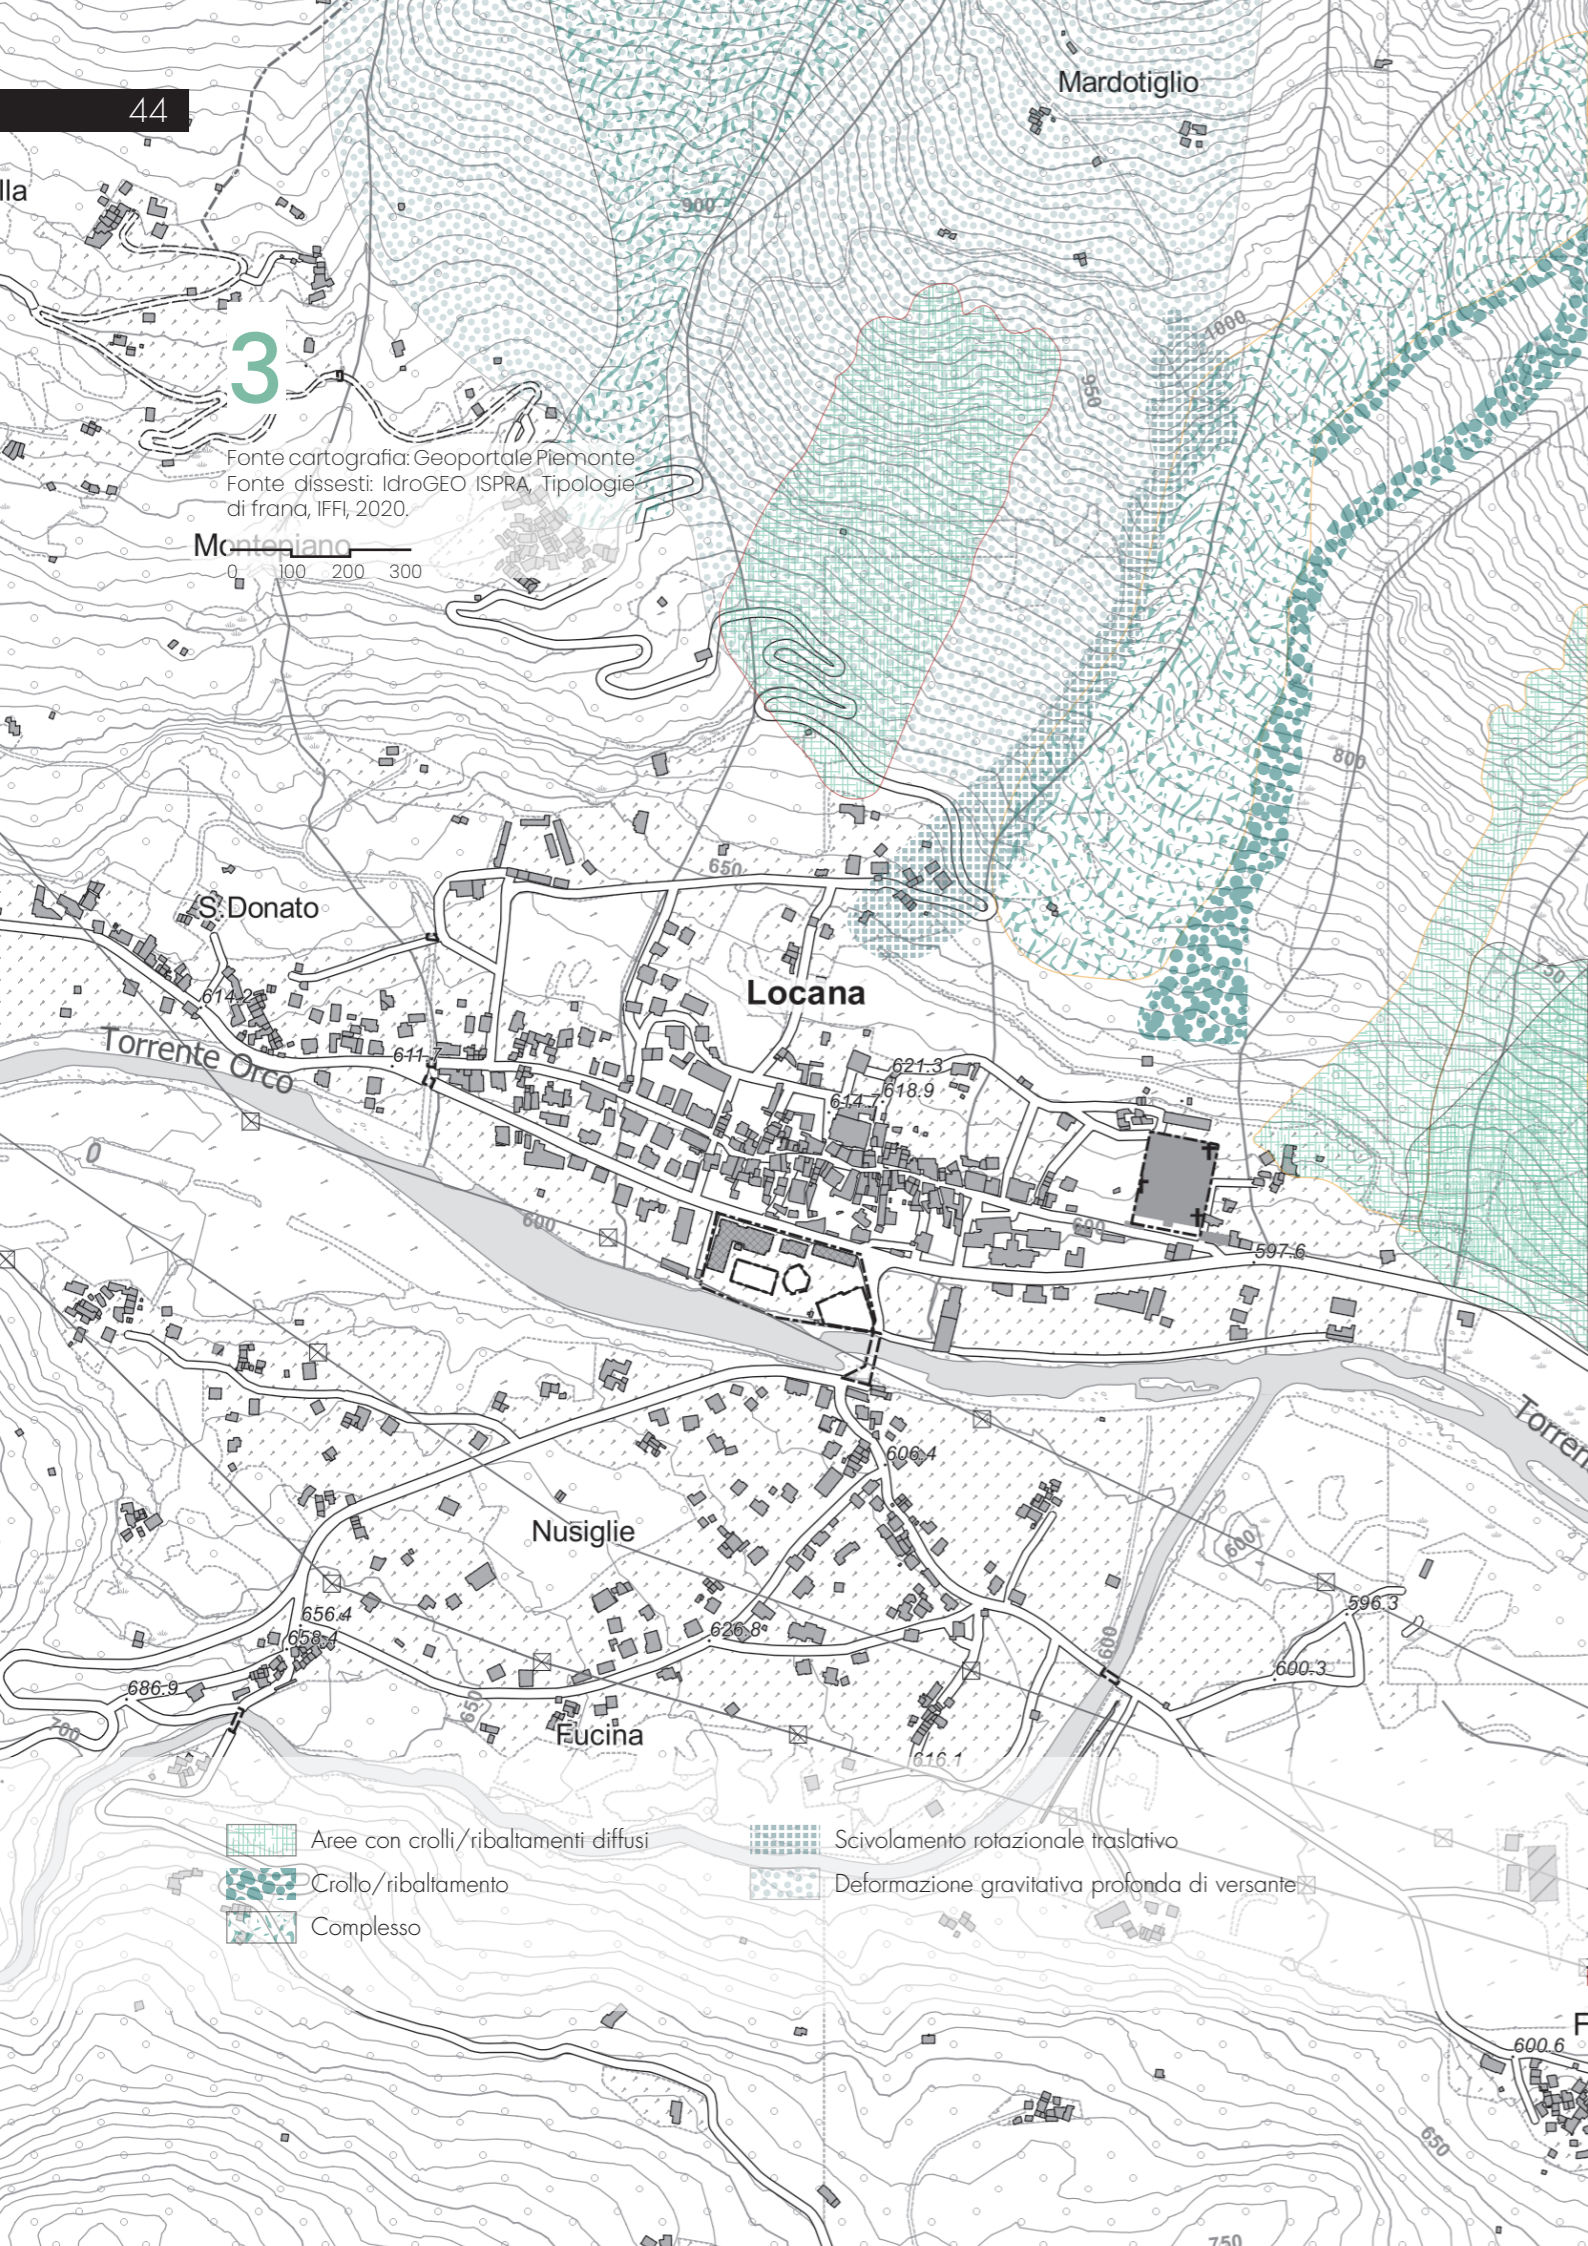 44
Mardotiglio
lla
900
1000
950
3
Fonte cartografia: Geoportale Piemonte
Fonte dissesti: IdroGEO ISPRA, Tipologie
di frana, IFFI, 2020.
Montepiano
0 100 200 300
800
650
S. Donato
750
Locana
614.2
Torrente Orco
611.7
621.3
618.9
614.7
0
600
600
597.6
Torren
606.4
Nusiglie
600
596.3
656.4
626.8
658.4
600
600.3
686.9
650
700
Fucina
616.1
Aree con crolli/ribaltamenti diffusi
Crollo/ribaltamento
Complesso
Scivolamento rotazionale traslativo
Deformazione gravitativa profonda di versante
F
600.6
650
750